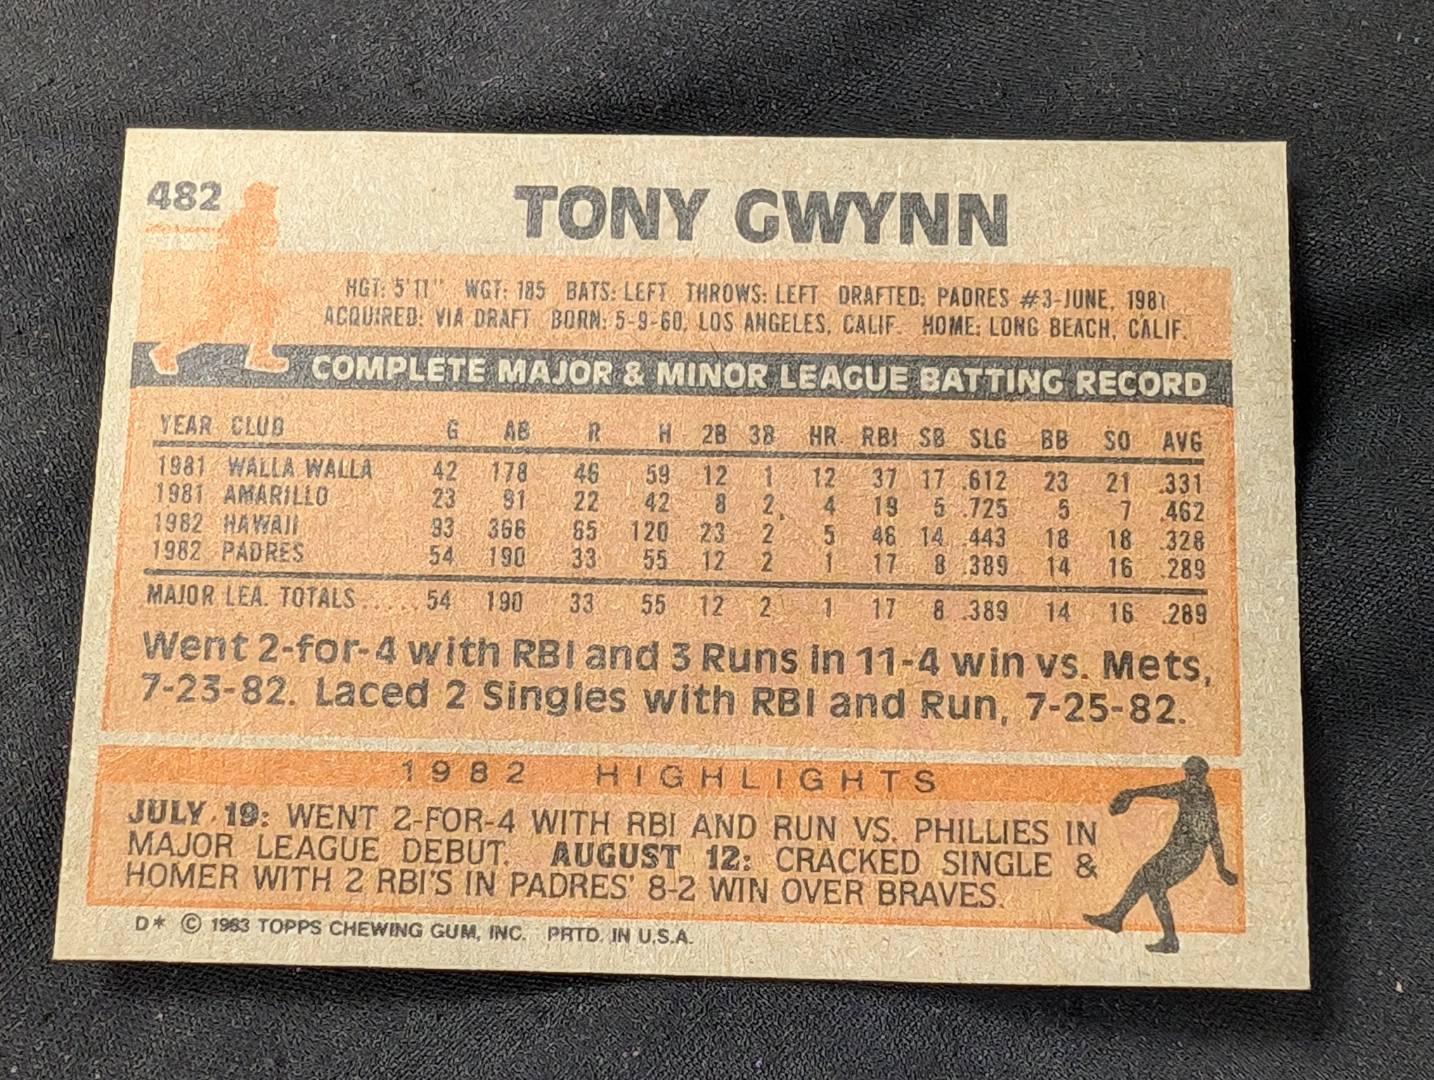 482
TONY GWYNN
HGT: 5'11" WGT: 185 BATS: LEFT THROWS: LEFT DRAFTED: PADRES #3-JUNE, 1981
ACQUIRED: VIA DRAFT BORN: 5-9-60, LOS ANGELES, CALIF. HOME: LONG BEACH, CALIF.
COMPLETE MAJOR & MINOR LEAGUE BATTING RECORD
YEAR CLUB G AB R H 2B 3B HR RBI SB SLG BB SO AVG
1981 WALLA WALLA 42 178 46 59 12 1 12 37 17 .612 23 21 .331
1981 AMARILLO 23 91 22 42 8 2 4 19 5 .725 5 7 .462
1982 HAWAII 93 366 65 120 23 2 5 46 14 .443 18 18 .328
1982 PADRES 54 190 33 55 12 2 1 17 8 .389 14 16 .289
MAJOR LEA. TOTALS...... 54 190 33 55 12 2 1 17 8 .389 14 16 .289
Went 2-for-4 with RBI and 3 Runs in 11-4 win vs. Mets,
7-23-82. Laced 2 Singles with RBI and Run, 7-25-82.
1982 HIGHLIGHTS
JULY 19: WENT 2-FOR-4 WITH RBI AND RUN VS. PHILLIES IN
MAJOR LEAGUE DEBUT. AUGUST 12: CRACKED SINGLE &
HOMER WITH 2 RBI'S IN PADRES' 8-2 WIN OVER BRAVES.
D* © 1983 TOPPS CHEWING GUM, INC. PRTD. IN U.S.A.